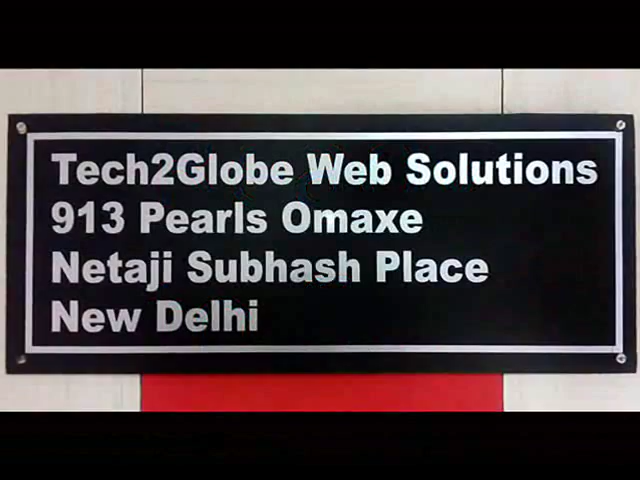 Tech2Globe Web Solutions
913 Pearls Omaxe
Netaji Subhash Place
New Delhi